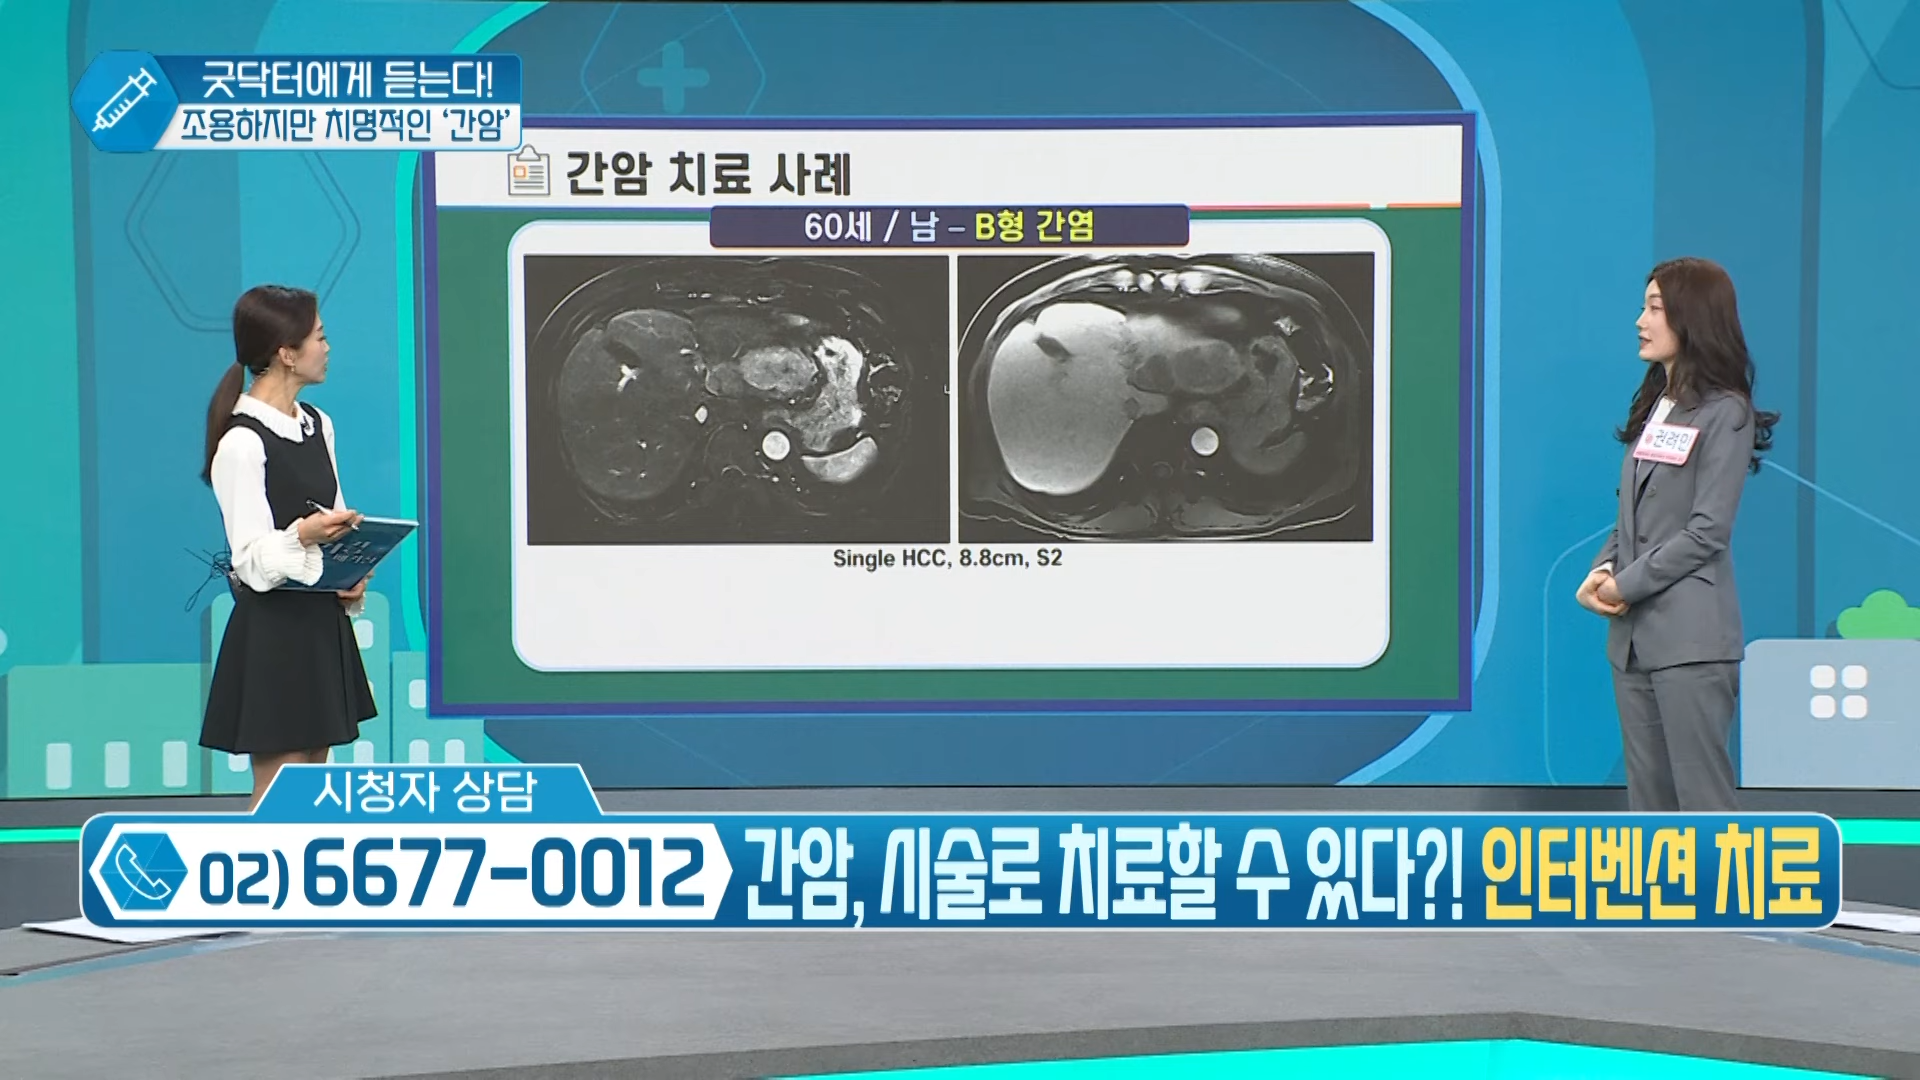 굿닥터에게 듣는다!
조용하지만 치명적인 ‘간암’
간암 치료 사례
60세 / 남 – B형 간염
Single HCC, 8.8cm, S2
권려인
시청자 상담
02) 6677-0012
간암, 시술로 치료할 수 있다?! 인터벤션 치료